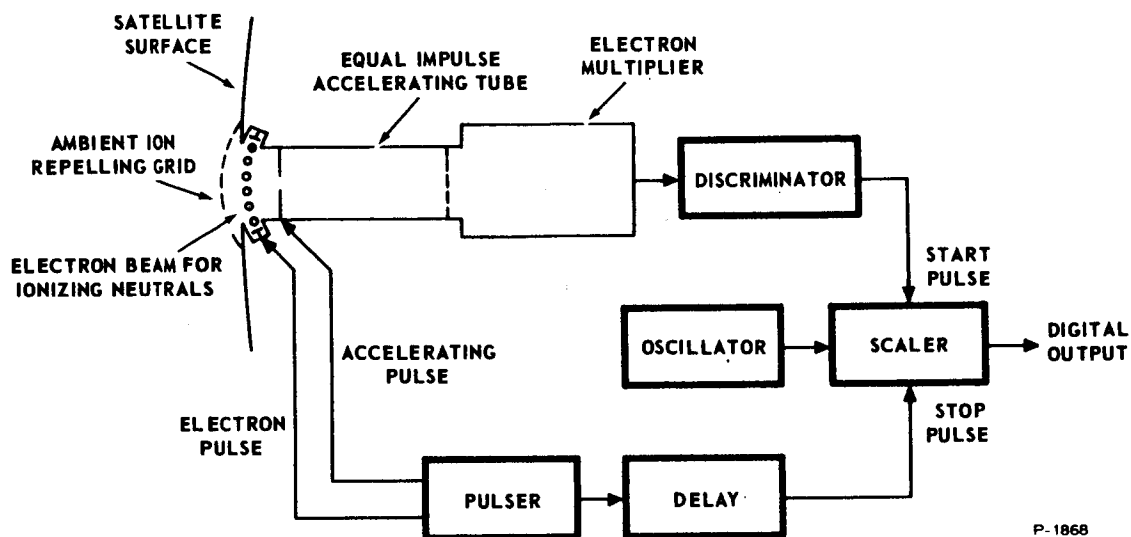 SATELLITE
SURFACE
EQUAL IMPULSE
ACCELERATING TUBE
ELECTRON
MULTIPLIER
AMBIENT ION
REPELLING GRID
DISCRIMINATOR
ELECTRON BEAM FOR
IONIZING NEUTRALS
START
PULSE
OSCILLATOR
SCALER
DIGITAL
OUTPUT
ACCELERATING
PULSE
ELECTRON
PULSE
STOP
PULSE
PULSER
DELAY
P-1868